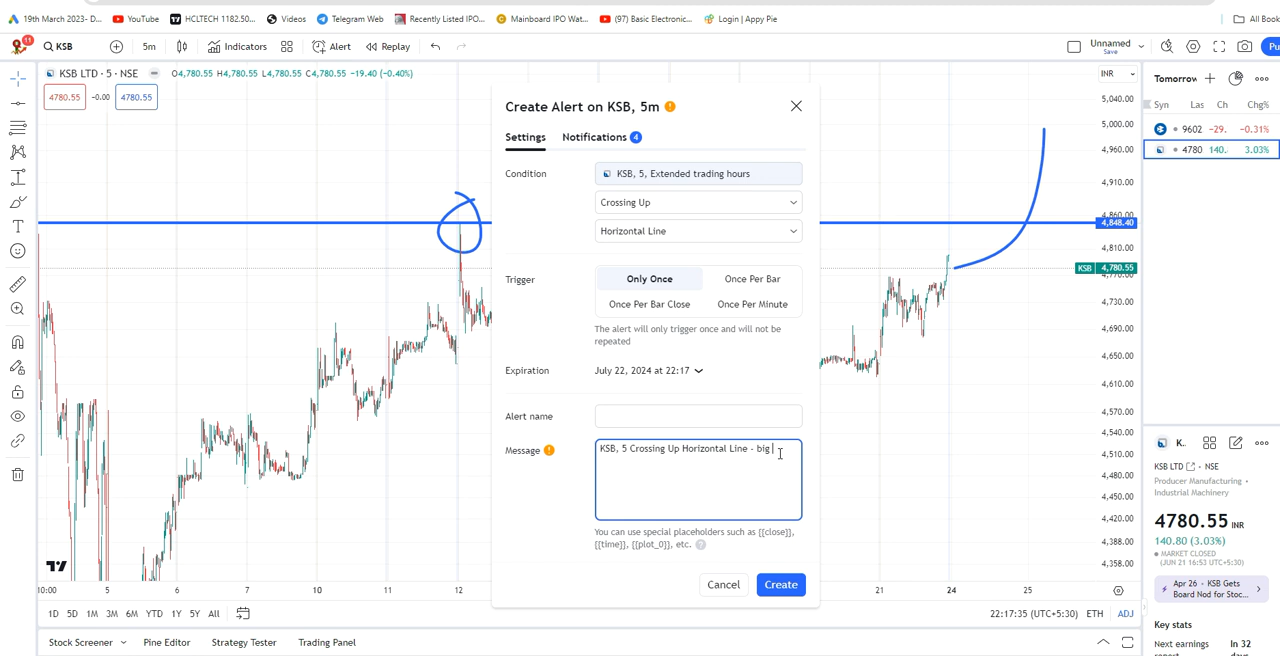 19th March 2023- D...
YouTube
HCLTECH 1182.50...
Videos
Telegram Web
Recently Listed IPO...
Mainboard IPO Wat...
(97) Basic Electronic...
Login | Appy Pie
All Book
11
KSB
5m
Indicators
Alert
Replay
Unnamed
Save
Pu
KSB LTD · 5 · NSE
O4,780.55 H4,780.55 L4,780.55 C4,780.55 -19.40 (-0.40%)
4780.55
-0.00
4780.55
INR
Create Alert on KSB, 5m
Settings
Notifications 4
Condition
KSB, 5, Extended trading hours
Crossing Up
Horizontal Line
Trigger
Only Once
Once Per Bar
Once Per Bar Close
Once Per Minute
The alert will only trigger once and will not be
repeated
Expiration
July 22, 2024 at 22:17
Alert name
Message
KSB, 5 Crossing Up Horizontal Line - big
You can use special placeholders such as {{close}},
{{time}}, {{plot_0}}, etc.
Cancel
Create
5,040.00
5,000.00
4,960.00
4,910.00
4,860.00
4,848.40
4,810.00
KSB 4,780.55
4,770.00
4,730.00
4,690.00
4,650.00
4,610.00
4,570.00
4,540.00
4,510.00
4,480.00
4,450.00
4,420.00
4,388.00
4,358.00
10:00
5
6
7
10
11
12
21
24
25
1D 5D 1M 3M 6M YTD 1Y 5Y All
22:17:35 (UTC+5:30)
ETH
ADJ
Stock Screener
Pine Editor
Strategy Tester
Trading Panel
Tomorrow
Syn
Las
Ch
Chg%
9602 -29. -0.31%
4780 140. 3.03%
K..
KSB LTD · NSE
Producer Manufacturing •
Industrial Machinery
4780.55 INR
140.80 (3.03%)
MARKET CLOSED
(JUN 21 16:53 UTC+5:30)
Apr 26 - KSB Gets
Board Nod for Stoc...
Key stats
Next earnings
report
In 32
days